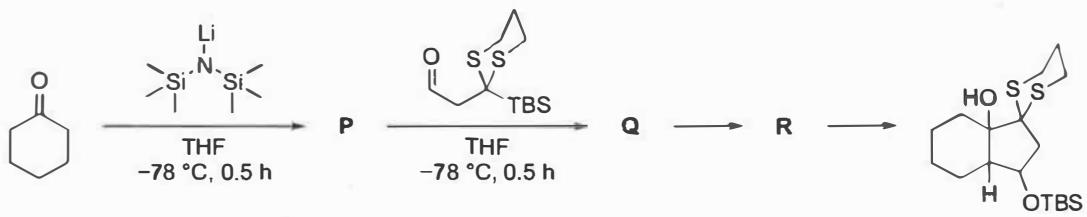 O
Li
N
Si
Si
THF
−78 °C, 0.5 h
P
O
S
S
TBS
THF
−78 °C, 0.5 h
Q
R
HO
S
S
H
OTBS